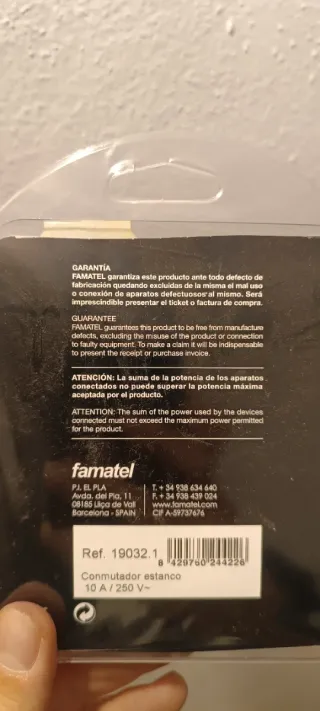 GARANTÍA
FAMATEL garantiza este producto ante todo defecto de
fabricación quedando excluidas de la misma el mal uso
o conexión de aparatos defectuosos al mismo. Será
imprescindible presentar el ticket o factura de compra.
GUARANTEE
FAMATEL guarantees this product to be free from manufacture
defects, excluding the misuse of the product or connection
to faulty equipment. To make a claim it will be indispensable
to present the receipt or purchase invoice.
ATENCIÓN: La suma de la potencia de los aparatos
conectados no puede superar la potencia máxima
aceptada por el producto.
ATTENTION: The sum of the power used by the devices
connected must not exceed the maximum power permitted
for the product.
famatel
P.I. EL PLA
Avda. del Pla, 11
08185 Lliça de Vall
Barcelona - SPAIN
T. + 34 938 634 640
F. + 34 938 439 024
www.famatel.com
CIF A-59737676
Ref. 19032.1
8 429760 244226
Conmutador estanco
10 A / 250 V~